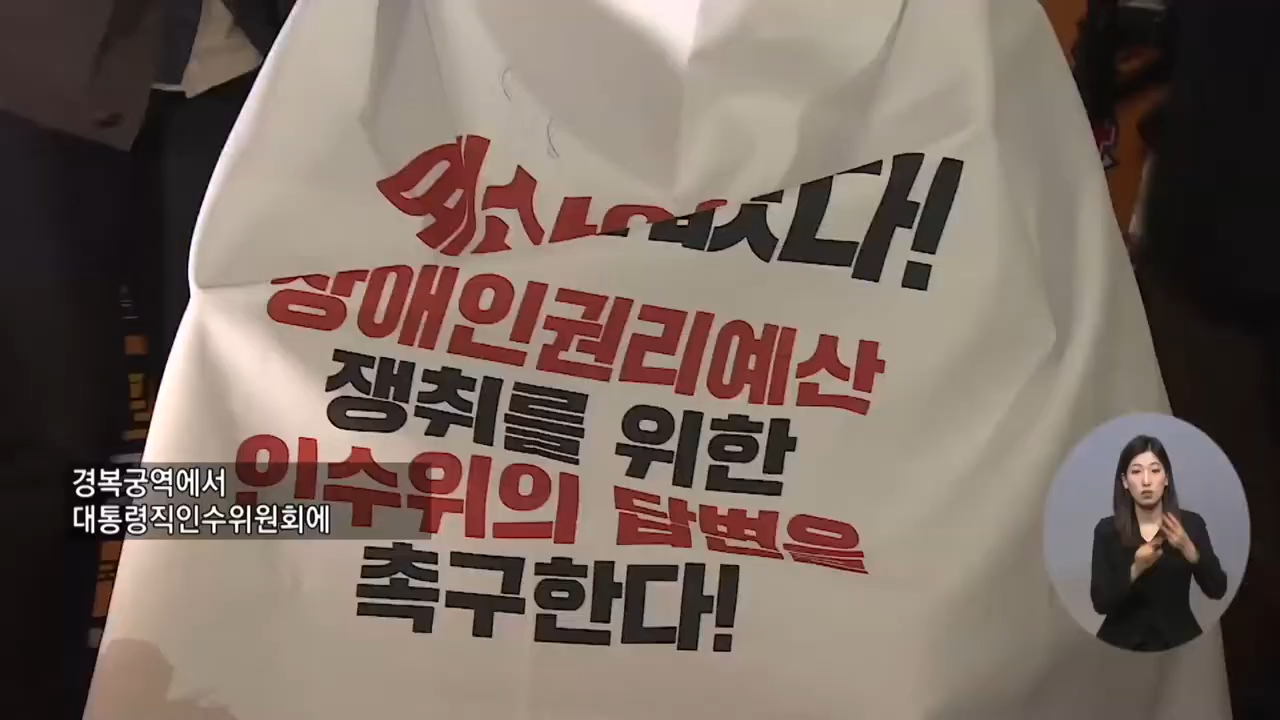 장애인권리예산
쟁취를 위한
인수위의 답변을
촉구한다!
경복궁역에서
대통령직인수위원회에